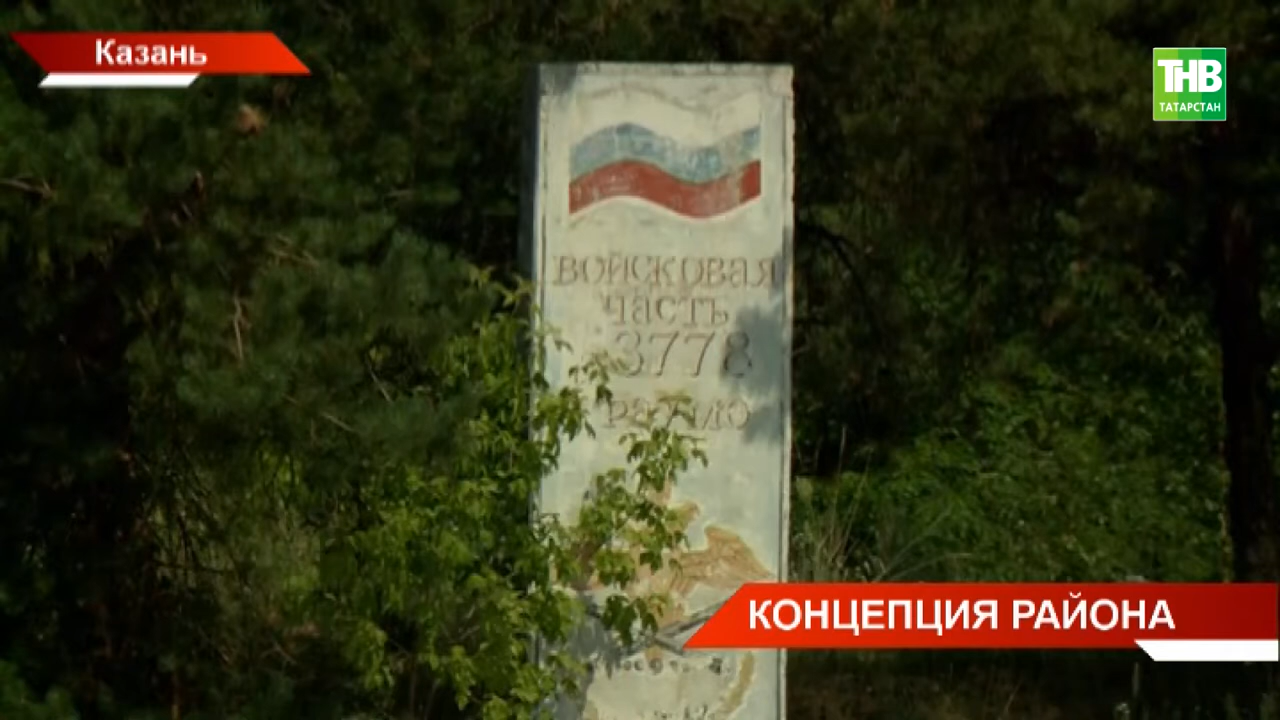 Казань
ТНВ
ТАТАРСТАН
ВОЙСКОВАЯ
ЧАСТЬ
3778
КОНЦЕПЦИЯ РАЙОНА